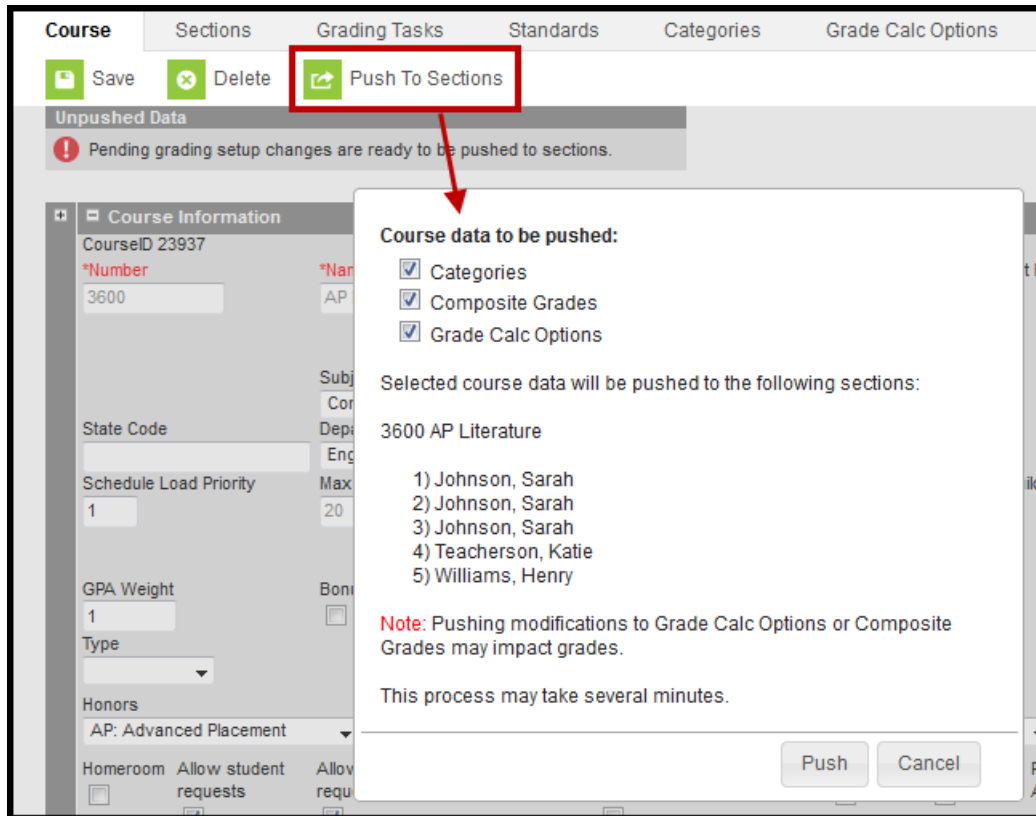 Course Sections Grading Tasks Standards Categories Grade Calc Options
Save Delete Push To Sections
Unpushed Data
Pending grading setup changes are ready to be pushed to sections.
Course Information
CourseID 23937
*Number
3600
AP
State Code
Schedule Load Priority
Max
1
20
GPA Weight
1
Type
Honors
AP: Advanced Placement
Homeroom Allow student
requests
Course data to be pushed:
Categories
Composite Grades
Grade Calc Options
Selected course data will be pushed to the following sections:
3600 AP Literature
1) Johnson, Sarah
2) Johnson, Sarah
3) Johnson, Sarah
4) Teacherson, Katie
5) Williams, Henry
Note: Pushing modifications to Grade Calc Options or Composite
Grades may impact grades.
This process may take several minutes.
Push Cancel